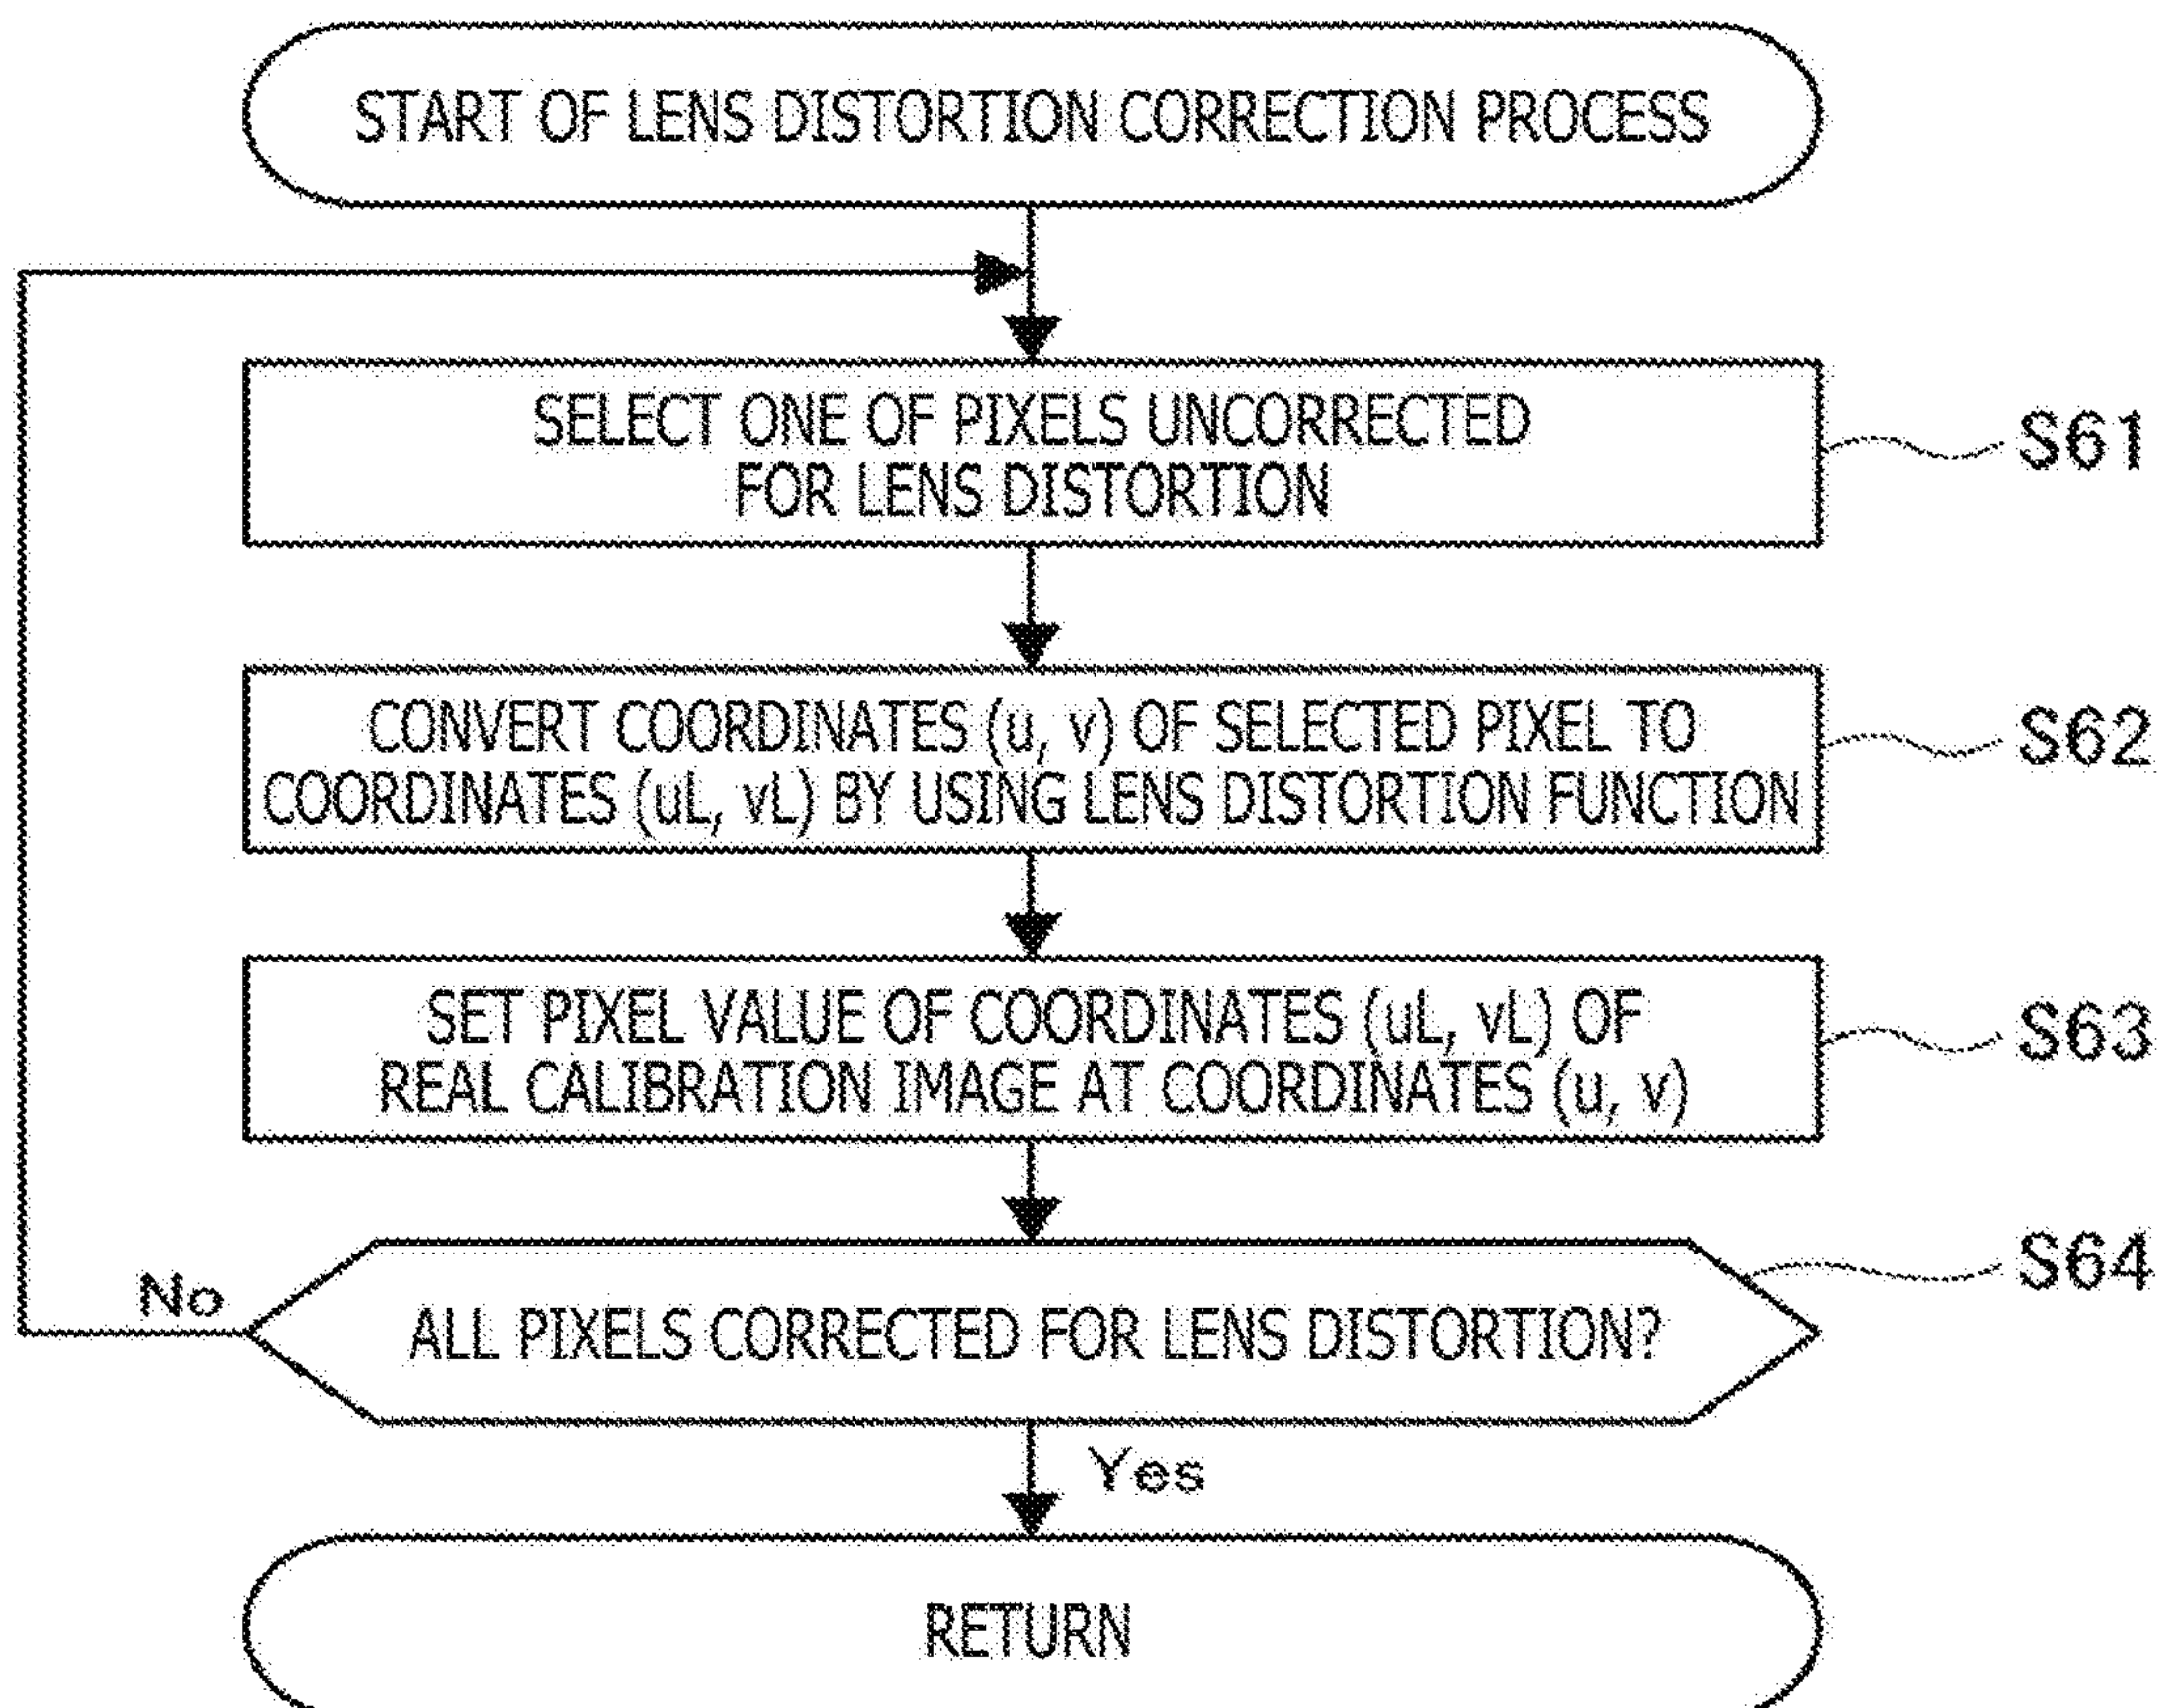 START OF LENS DISTORTION CORRECTION PROCESS
SELECT ONE OF PIXELS UNCORRECTED
FOR LENS DISTORTION
S61
CONVERT COORDINATES (u, v) OF SELECTED PIXEL TO
COORDINATES (uL, vL) BY USING LENS DISTORTION FUNCTION
S62
SET PIXEL VALUE OF COORDINATES (uL, vL) OF
REAL CALIBRATION IMAGE AT COORDINATES (u, v)
S63
S64
No
ALL PIXELS CORRECTED FOR LENS DISTORTION?
Yes
RETURN